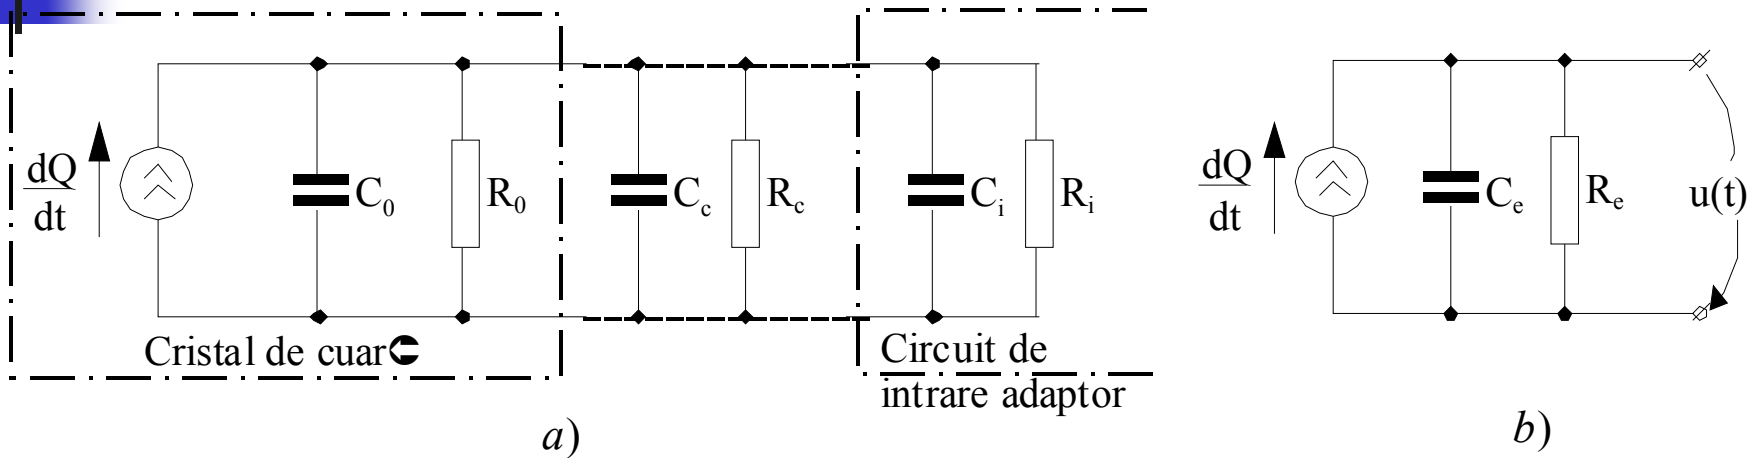 dQ
dt
C0
R0
Cc
Rc
Ci
Ri
Cristal de cuar
Circuit de
intrare adaptor
a)
dQ
dt
Ce
Re
u(t)
b)